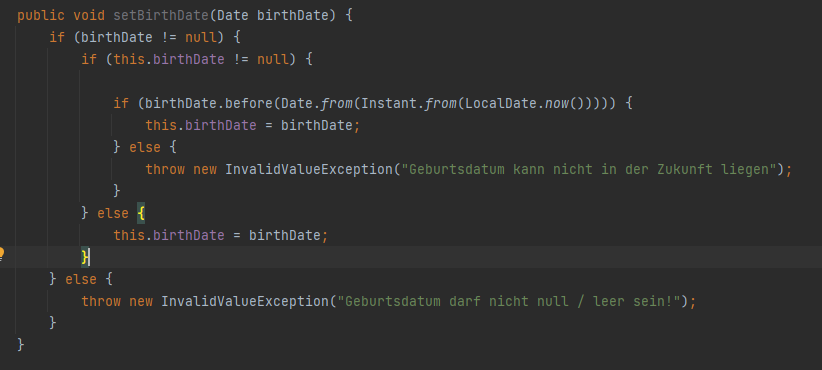 public void setBirthDate(Date birthDate) {
    if (birthDate != null) {
        if (this.birthDate != null) {

            if (birthDate.before(Date.from(Instant.from(LocalDate.now())))) {
                this.birthDate = birthDate;
            } else {
                throw new InvalidValueException("Geburtsdatum kann nicht in der Zukunft liegen");
            }
        } else {
            this.birthDate = birthDate;
        }
    } else {
        throw new InvalidValueException("Geburtsdatum darf nicht null / leer sein!");
    }
}